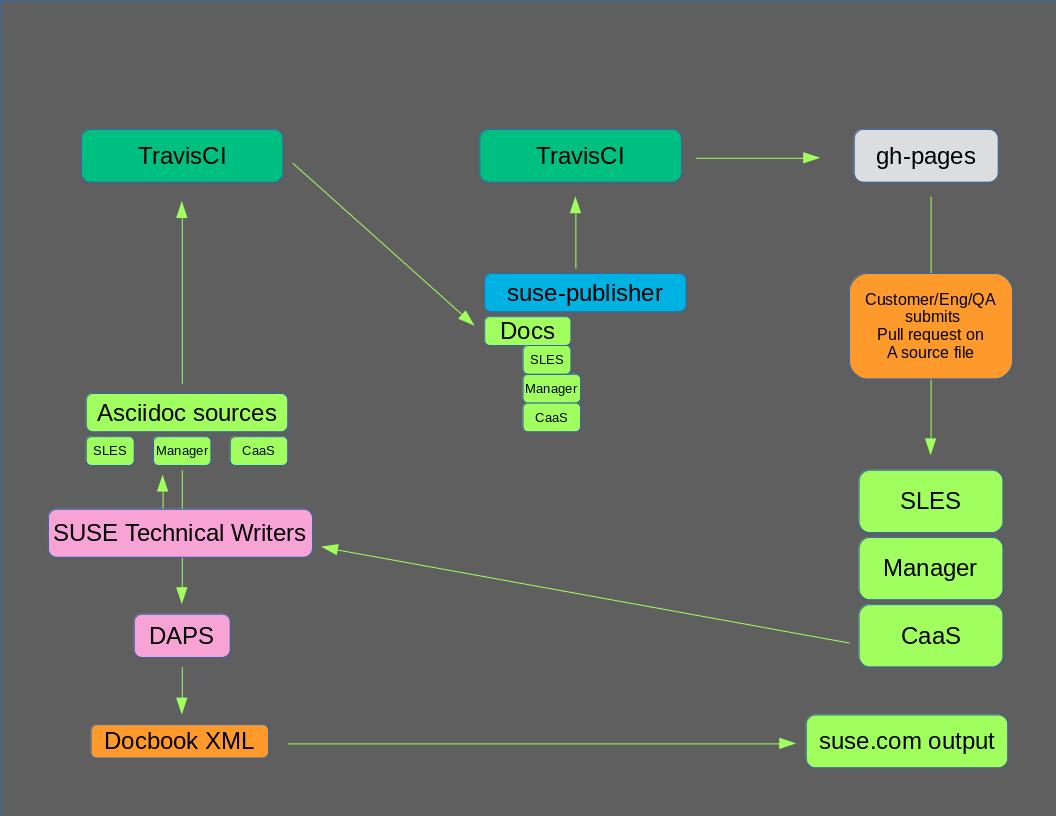 TravisCI
TravisCI
gh-pages
suse-publisher
Docs
SLES
Manager
CaaS
Customer/Eng/QA
submits
Pull request on
A source file
Asciidoc sources
SLES
Manager
CaaS
SUSE Technical Writers
SLES
Manager
CaaS
DAPS
Docbook XML
suse.com output